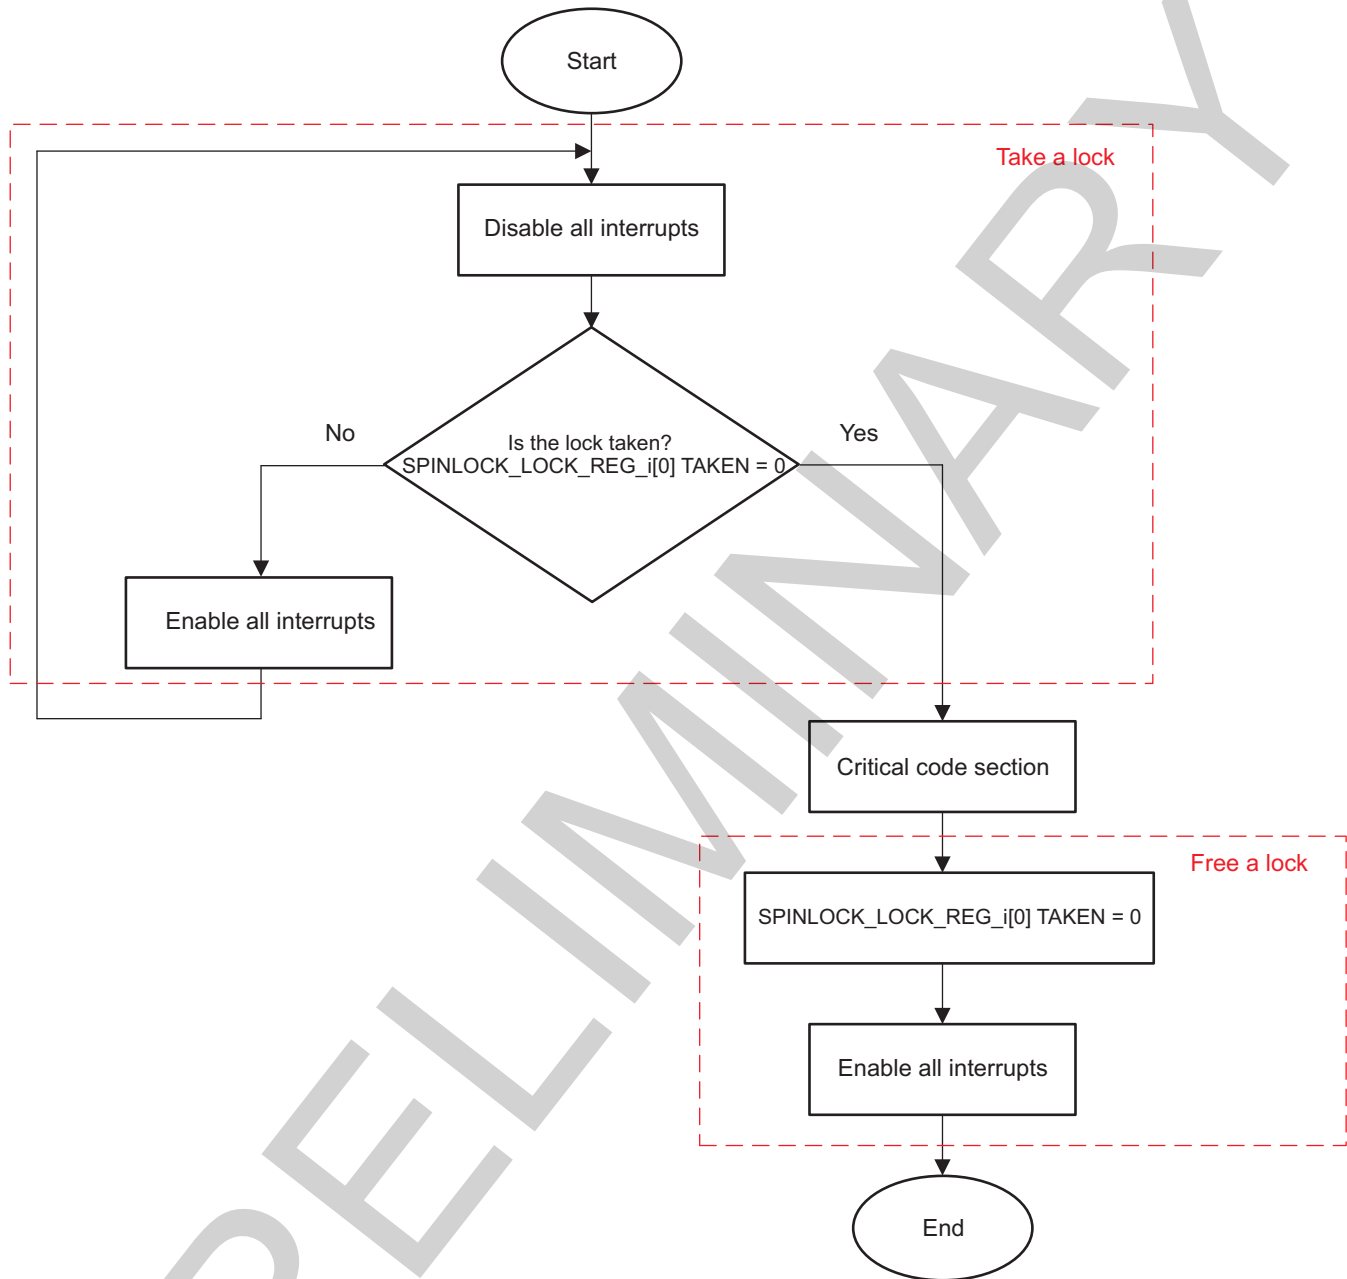 Start
Take a lock
Disable all interrupts
No
Yes
Is the lock taken?
SPINLOCK_LOCK_REG_i[0] TAKEN = 0
Enable all interrupts
Critical code section
Free a lock
SPINLOCK_LOCK_REG_i[0] TAKEN = 0
Enable all interrupts
End
PRELIMINARY